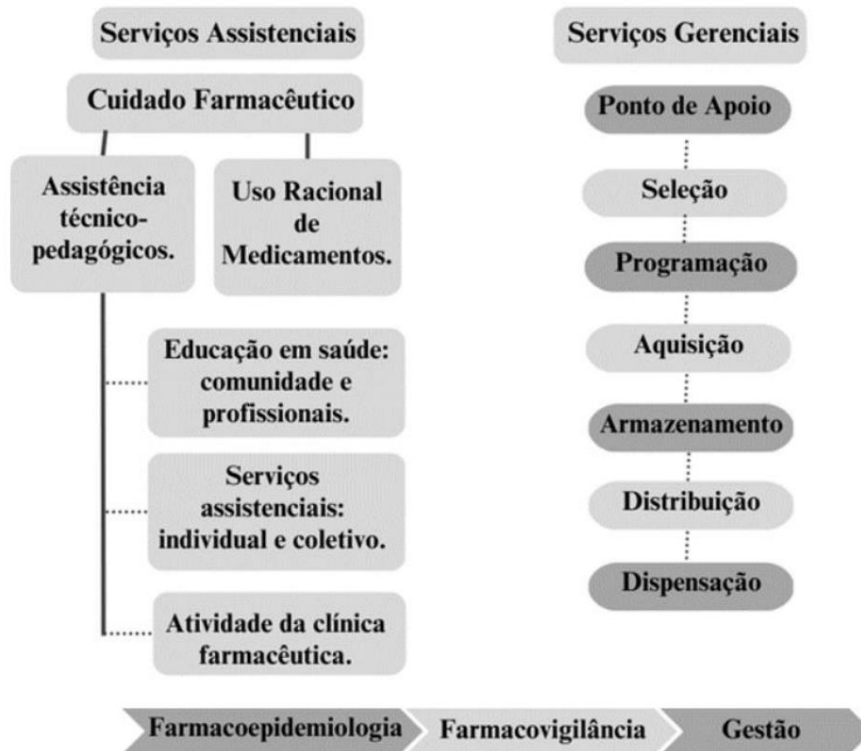 Serviços Assistenciais
Cuidado Farmacêutico
Assistência
técnico-
pedagógicos.
Uso Racional
de
Medicamentos.
Educação em saúde:
comunidade e
profissionais.
Serviços
assistenciais:
individual e coletivo.
Atividade da clínica
farmacêutica.
Serviços Gerenciais
Ponto de Apoio
Seleção
Programação
Aquisição
Armazenamento
Distribuição
Dispensação
Farmacoepidemiologia
Farmacovigilância
Gestão